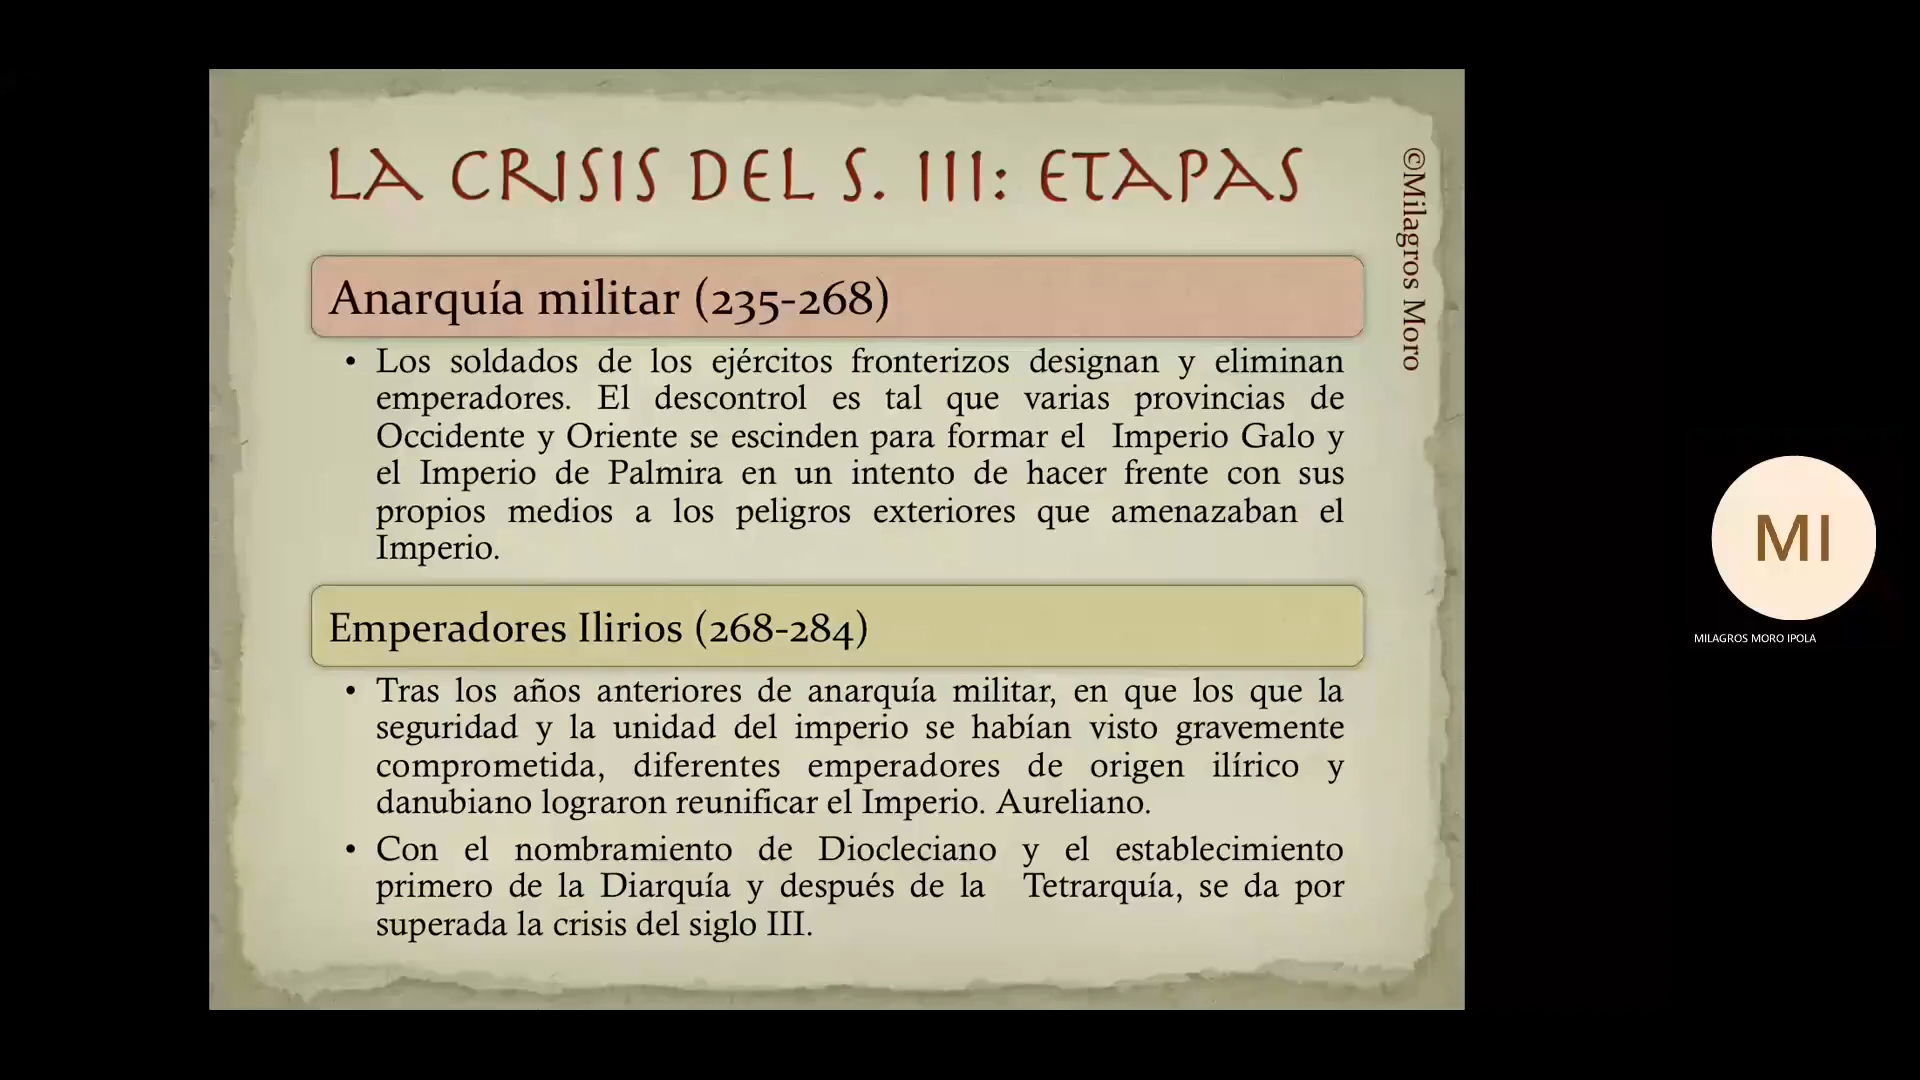 LA CRISIS DEL S. III: ETAPAS
©Milagros Moro
Anarquía militar (235-268)
• Los soldados de los ejércitos fronterizos designan y eliminan
emperadores. El descontrol es tal que varias provincias de
Occidente y Oriente se escinden para formar el Imperio Galo y
el Imperio de Palmira en un intento de hacer frente con sus
propios medios a los peligros exteriores que amenazaban el
Imperio.
Emperadores Ilirios (268-284)
• Tras los años anteriores de anarquía militar, en que los que la
seguridad y la unidad del imperio se habían visto gravemente
comprometida, diferentes emperadores de origen ilírico y
danubiano lograron reunificar el Imperio. Aureliano.
• Con el nombramiento de Diocleciano y el establecimiento
primero de la Diarquía y después de la Tetrarquía, se da por
superada la crisis del siglo III.
MI
MILAGROS MORO IPOLA